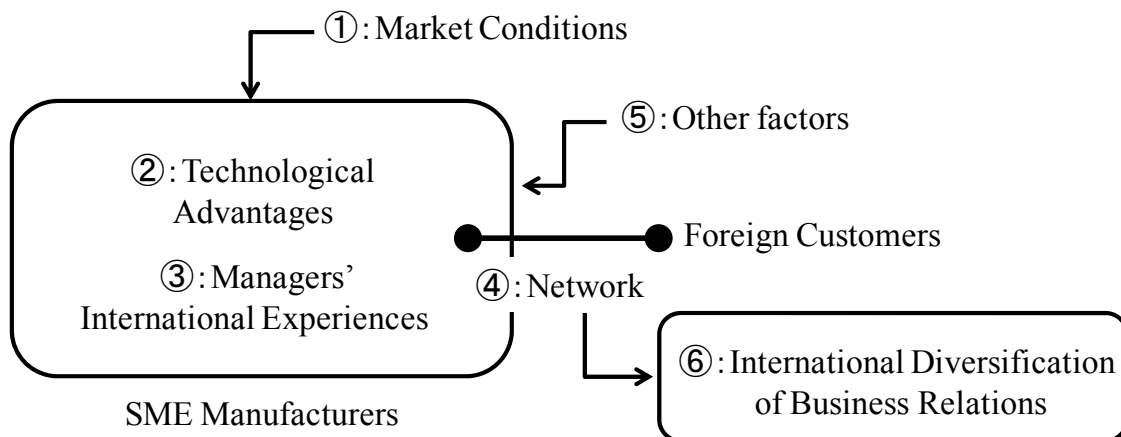 ①:Market Conditions
⑤:Other factors
②:Technological
Advantages
Foreign Customers
③:Managers’
International Experiences
④:Network
⑥:International Diversification
of Business Relations
SME Manufacturers